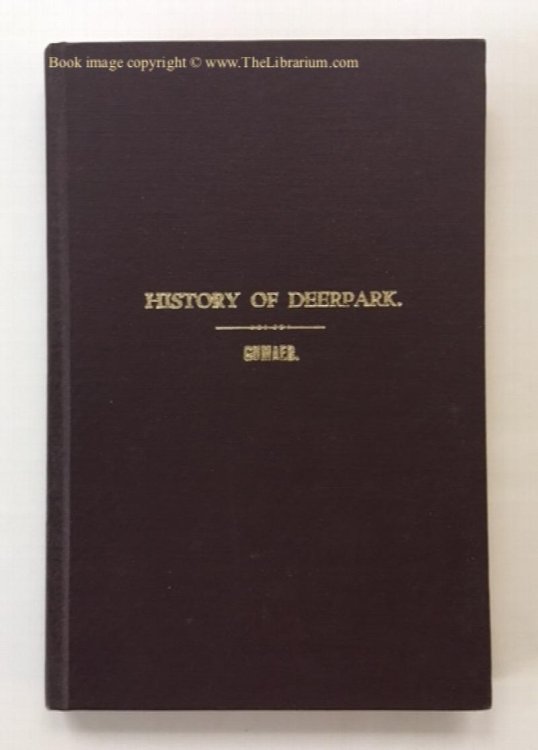 Book image copyright © www.TheLibrarium.com
HISTORY OF DEERPARK.
GUMAER.